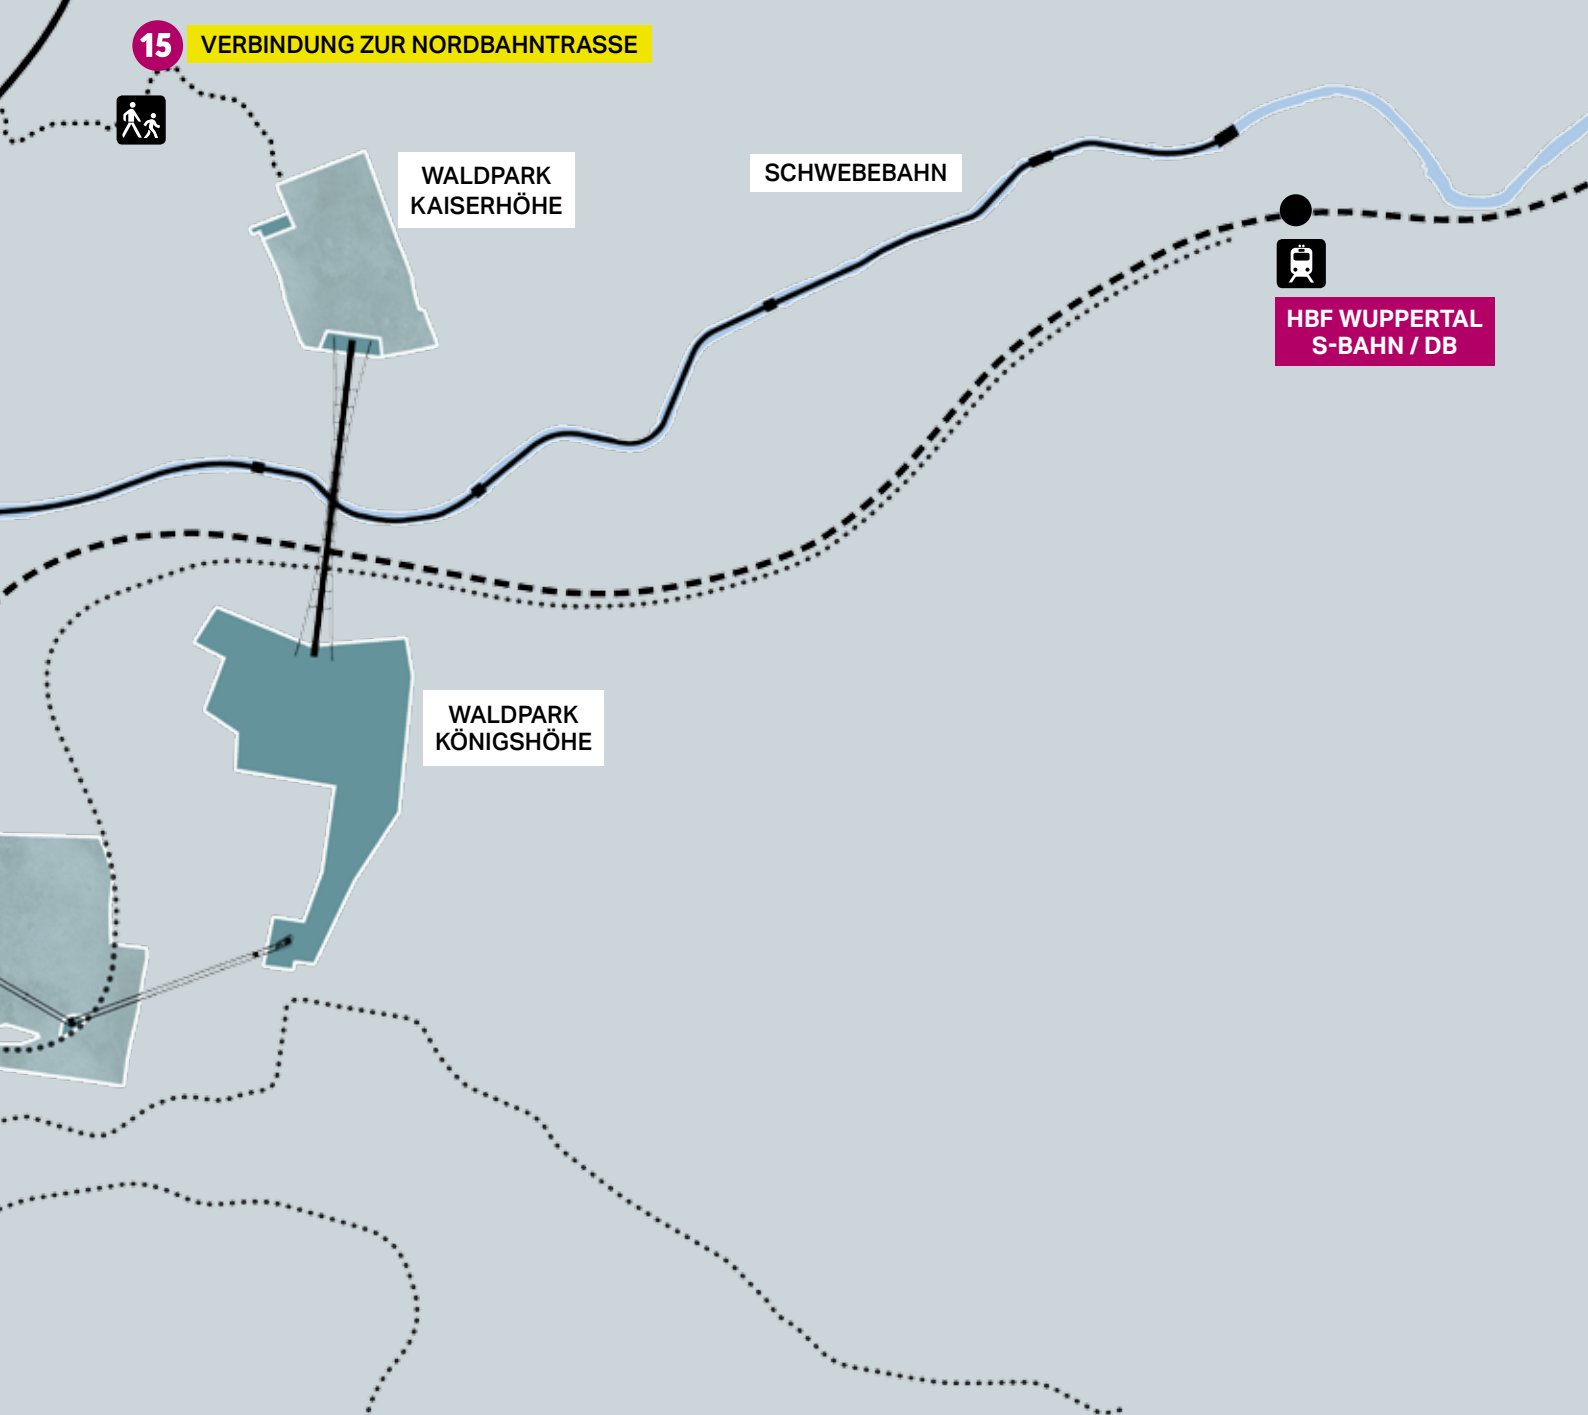 15
VERBINDUNG ZUR NORDBAHNTRASSE
WALDPARK
KAISERHÖHE
SCHWEBEBAHN
HBF WUPPERTAL
S-BAHN / DB
WALDPARK
KÖNIGSHÖHE